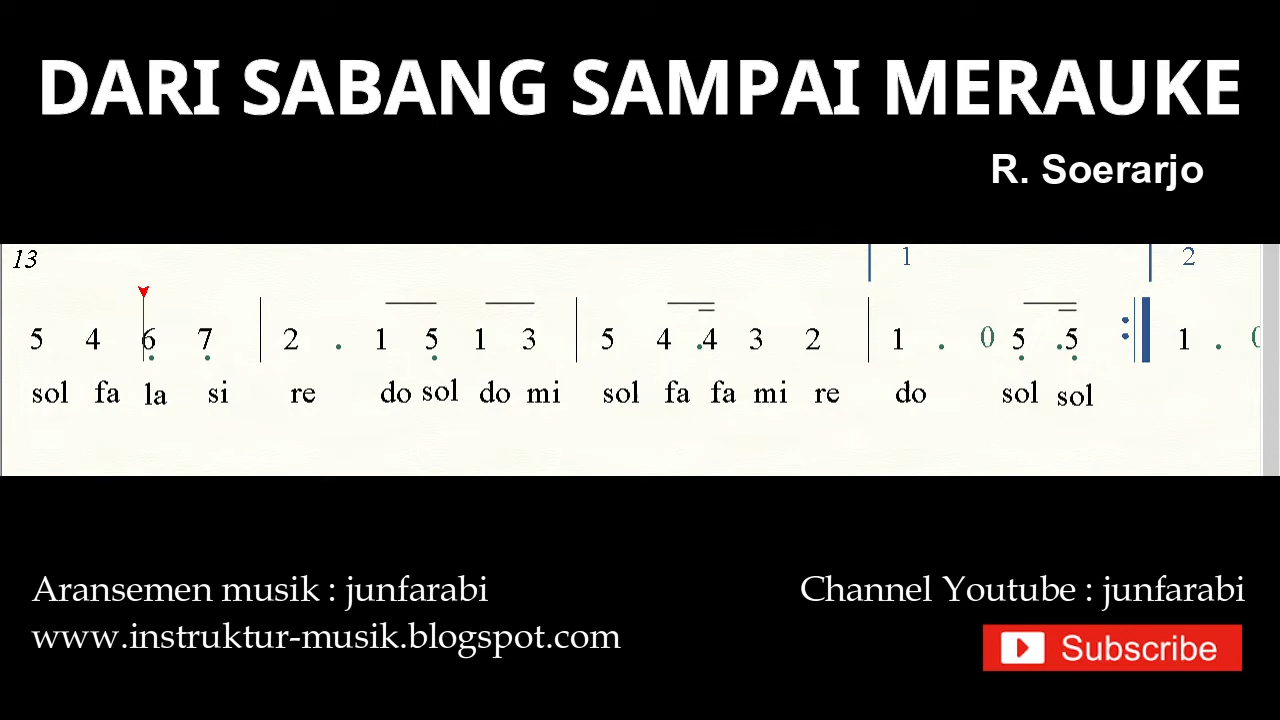 DARI SABANG SAMPAI MERAUKE
R. Soerarjo
13 1 2
5 4 6 7 2 . 1 5 1 3 5 4 .4 3 2 1 . 0 5 .5 1 . 0
sol fa la si re do sol do mi sol fa fa mi re do sol sol
Aransemen musik : junfarabi
www.instruktur-musik.blogspot.com
Channel Youtube : junfarabi
Subscribe